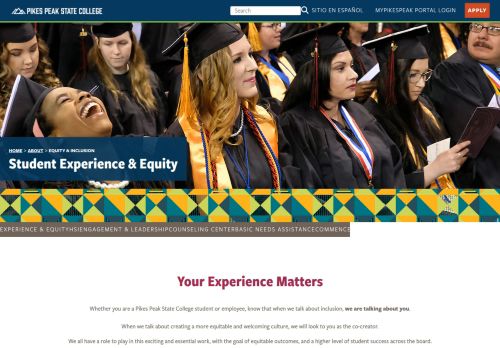 PIKES PEAK STATE COLLEGE
Search
SITIO EN ESPAÑOL
MYPIKESPEAK PORTAL LOGIN
APPLY
HOME > ABOUT > EQUITY & INCLUSION
Student Experience & Equity
EXPERIENCE & EQUITYHSIENGAGEMENT & LEADERSHIPCOUNSELING CENTERBASIC NEEDS ASSISTANCECOMMENCE
Your Experience Matters
Whether you are a Pikes Peak State College student or employee, know that when we talk about inclusion, we are talking about you.
When we talk about creating a more equitable and welcoming culture, we will look to you as the co-creator.
We all have a role to play in this exciting and essential work, with the goal of equitable outcomes, and a higher level of student success across the board.